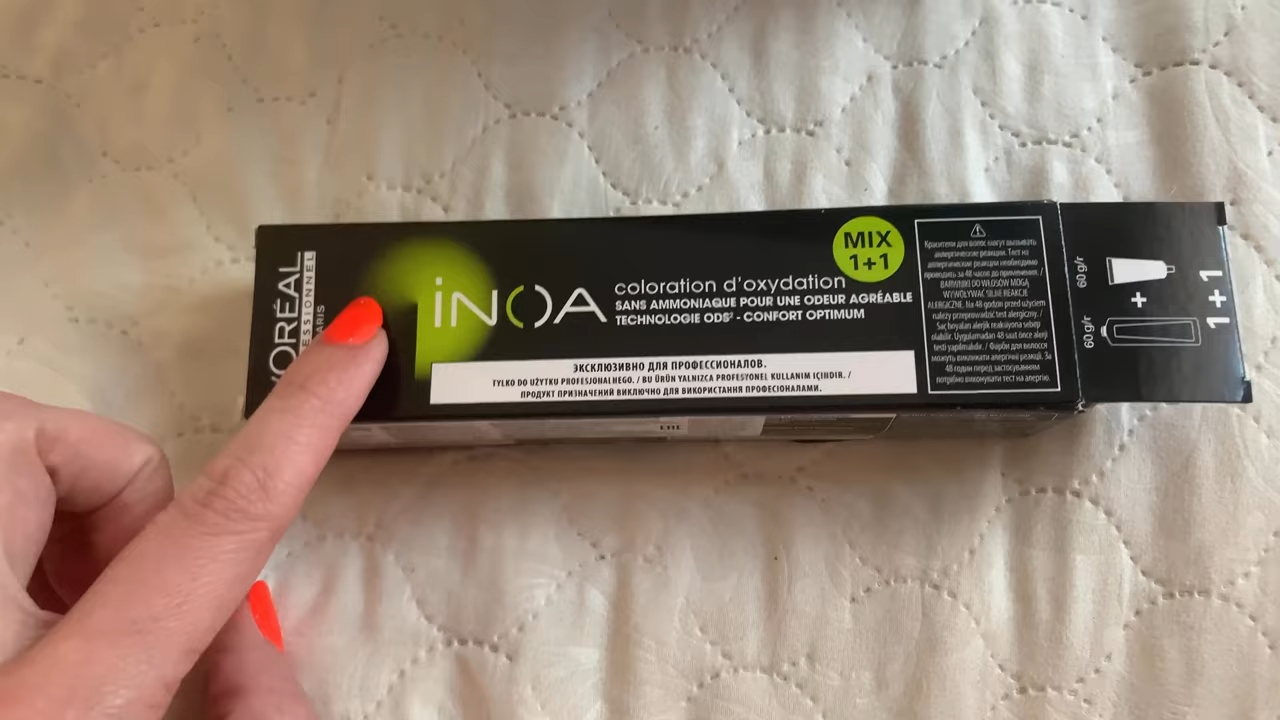 ORÉAL
ESSIONNEL
ARIS
iNOA
coloration d'oxydation
SANS AMMONIAQUE POUR UNE ODEUR AGRÉABLE
TECHNOLOGIE ODS² - CONFORT OPTIMUM
MIX
1+1
ЭКСКЛЮЗИВНО ДЛЯ ПРОФЕССИОНАЛОВ.
TYLKO DO UŻYTKU PROFESJONALNEGO. / BU ÜRÜN YALNIZCA PROFESYONEL KULLANIM İÇİNDİR. /
ПРОДУКТ ПРИЗНАЧЕНИЙ ВИКЛЮЧНО ДЛЯ ВИКОРИСТАННЯ ПРОФЕСІОНАЛАМИ.
Красители для волос могут вызывать
аллергические реакции. Тест на
аллергические реакции необходимо
проводить за 48 часов до применения. /
BARWNIKI DO WŁOSÓW MOGĄ
WYWOŁYWAĆ SILNE REAKCJE
ALERGICZNE. Na 48 godzin przed użyciem
należy przeprowadzić test alergiczny. /
Saç boyaları alerjik reaksiyona sebep
olabilir. Uygulamadan 48 saat önce alerji
testi yapılmalıdır. / Фарби для волосся
можуть викликати алергічні реакції. За
48 годин перед застосуванням
потрібно виконувати тест на алергію.
60 g/r
+
60 g/r
1+1
EAC